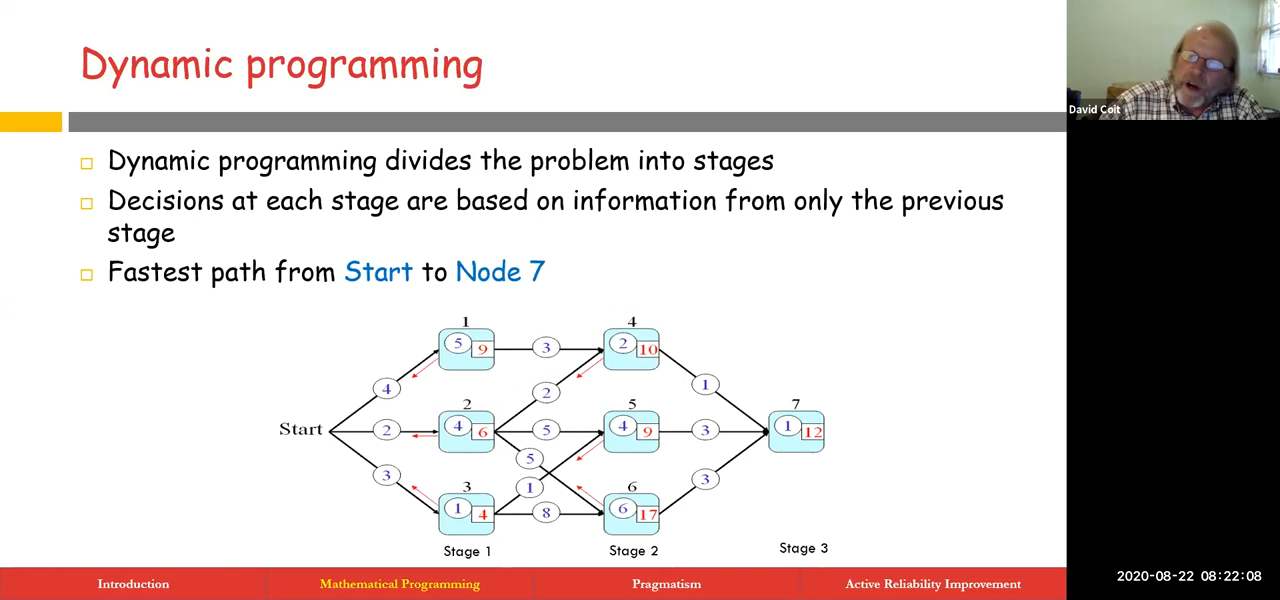 Dynamic programming
David Coit
Dynamic programming divides the problem into stages
Decisions at each stage are based on information from only the previous
stage
Fastest path from Start to Node 7
1 4
5 9 3 2 10
4 1
2 2 5 7
Start 2 4 6 5 4 9 3 1 12
5
3 1 3
3 6
1 4 8 6 17
Stage 1 Stage 2 Stage 3
Introduction Mathematical Programming Pragmatism Active Reliability Improvement
2020-08-22 08:22:08